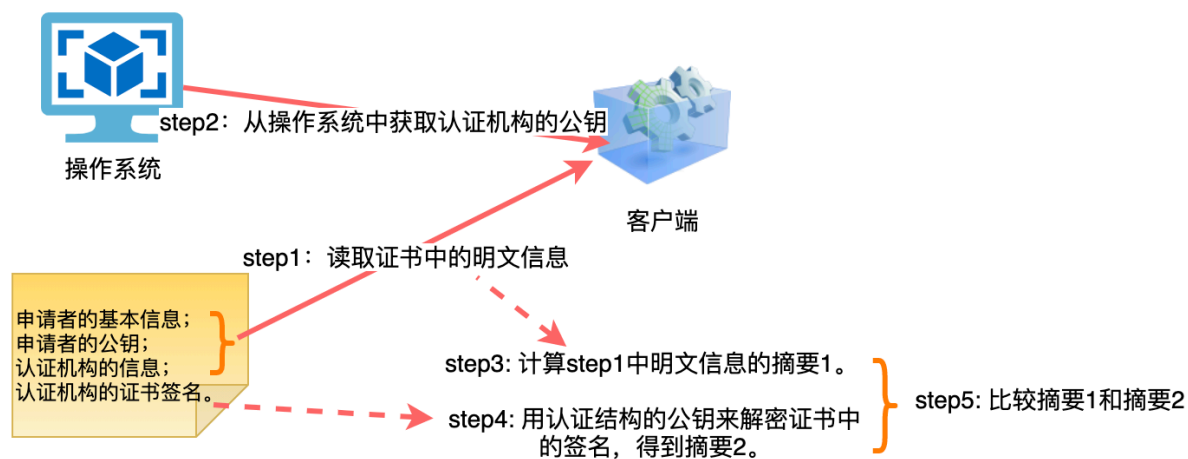 操作系统
step2：从操作系统中获取认证机构的公钥
客户端
step1：读取证书中的明文信息
申请者的基本信息；
申请者的公钥；
认证机构的信息；
认证机构的证书签名。
step3: 计算step1中明文信息的摘要1。
step4: 用认证结构的公钥来解密证书中
的签名，得到摘要2。
step5: 比较摘要1和摘要2